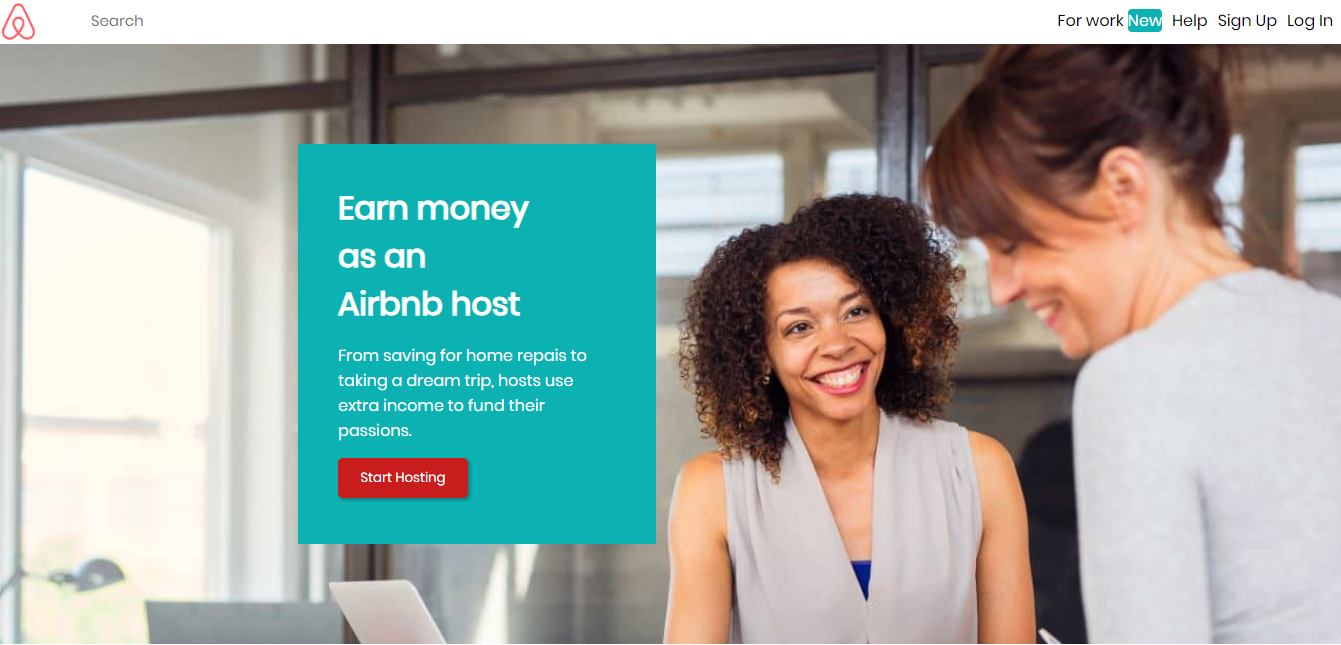 Search
For work New Help Sign Up Log In
Earn money
as an
Airbnb host
From saving for home repais to
taking a dream trip, hosts use
extra income to fund their
passions.
Start Hosting